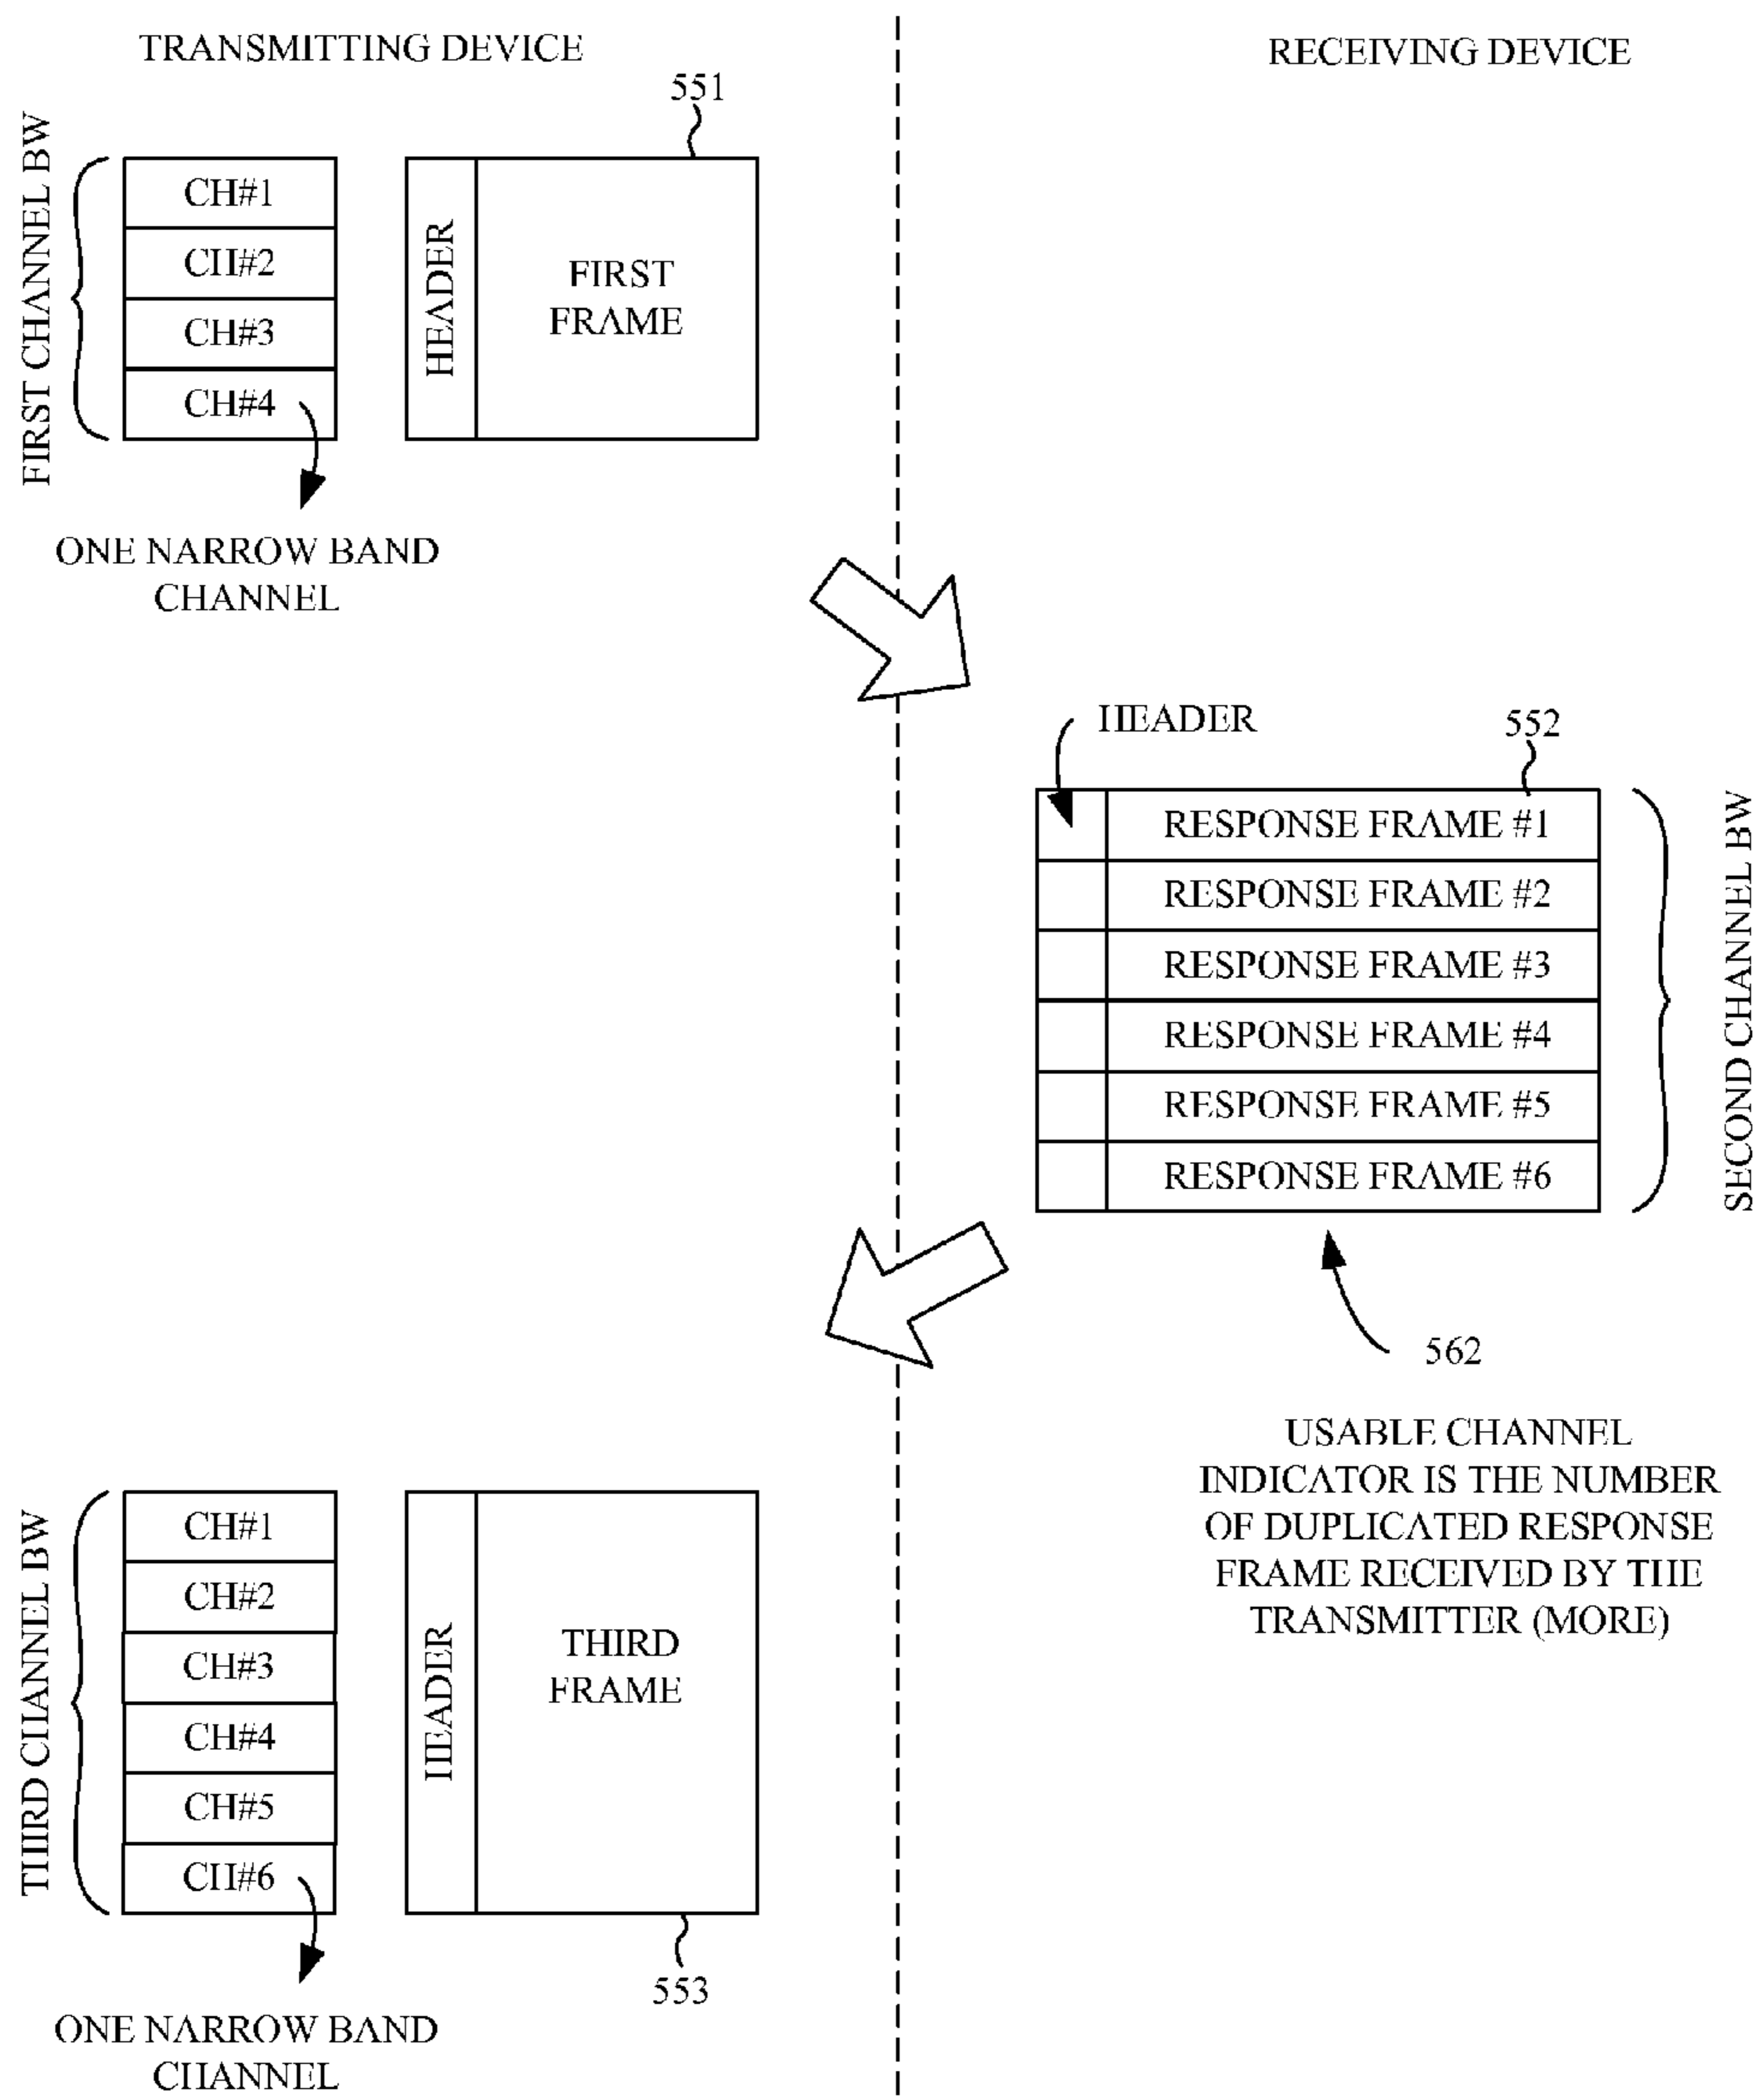 TRANSMITTING DEVICE
RECEIVING DEVICE
551
FIRST CHANNEL BW
CH#1
CH#2
CH#3
CH#4
HEADER
FIRST
FRAME
ONE NARROW BAND
CHANNEL
HEADER
552
RESPONSE FRAME #1
RESPONSE FRAME #2
RESPONSE FRAME #3
RESPONSE FRAME #4
RESPONSE FRAME #5
RESPONSE FRAME #6
SECOND CHANNEL BW
562
USABLE CHANNEL
INDICATOR IS THE NUMBER
OF DUPLICATED RESPONSE
FRAME RECEIVED BY THE
TRANSMITTER (MORE)
THIRD CHANNEL BW
CH#1
CH#2
CH#3
CH#4
CH#5
CH#6
HEADER
THIRD
FRAME
553
ONE NARROW BAND
CHANNEL